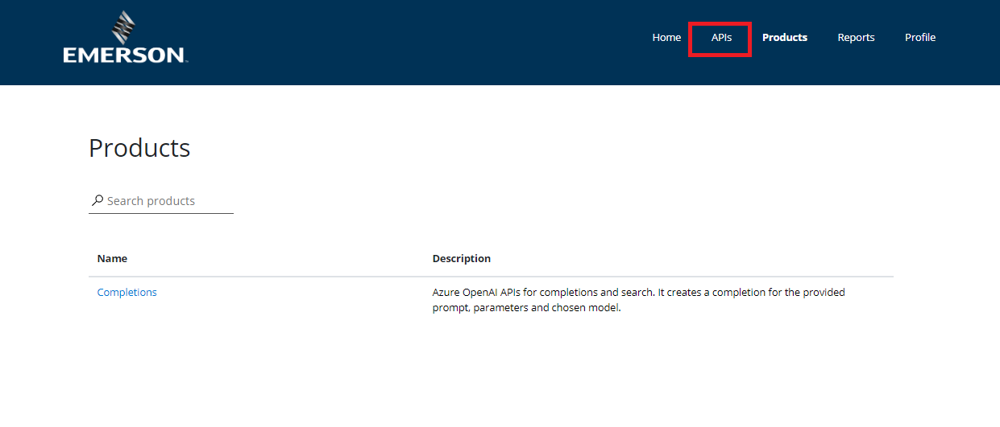 EMERSON
Home APIs Products Reports Profile
Products
Search products
Name Description
Completions Azure OpenAI APIs for completions and search. It creates a completion for the provided
prompt, parameters and chosen model.